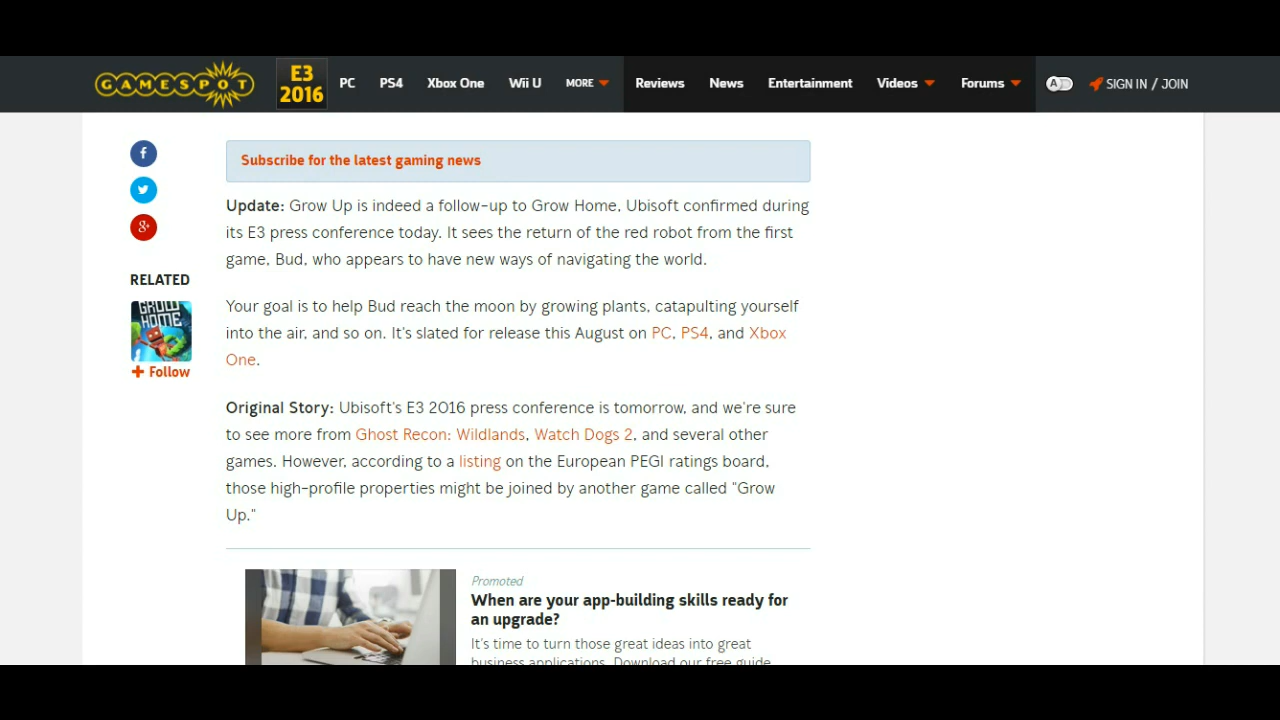 GAMESPOT
E3 2016
PC
PS4
Xbox One
Wii U
MORE
Reviews
News
Entertainment
Videos
Forums
A
SIGN IN / JOIN
f
g+
RELATED
GROW HOME
+ Follow
Subscribe for the latest gaming news
Update: Grow Up is indeed a follow-up to Grow Home, Ubisoft confirmed during
its E3 press conference today. It sees the return of the red robot from the first
game, Bud, who appears to have new ways of navigating the world.
Your goal is to help Bud reach the moon by growing plants, catapulting yourself
into the air, and so on. It's slated for release this August on PC, PS4, and Xbox
One.
Original Story: Ubisoft's E3 2016 press conference is tomorrow, and we're sure
to see more from Ghost Recon: Wildlands, Watch Dogs 2, and several other
games. However, according to a listing on the European PEGI ratings board,
those high-profile properties might be joined by another game called "Grow
Up."
Promoted
When are your app-building skills ready for
an upgrade?
It's time to turn those great ideas into great
business applications. Download our free guide